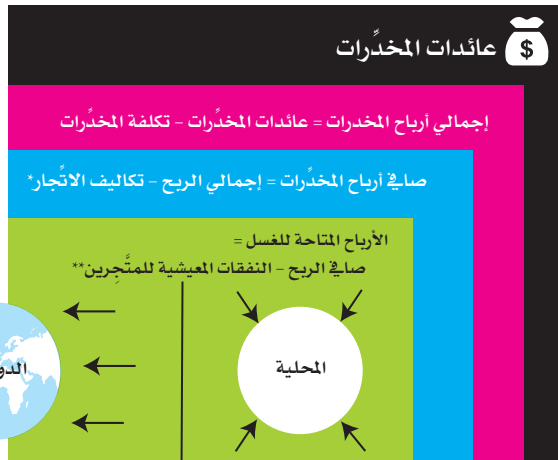 $ عائدات المخدِّرات
إجمالي أرباح المخدرات = عائدات المخدِّرات - تكلفة المخدِّرات
صافي أرباح المخدِّرات = إجمالي الربح - تكاليف الاتِّجار*
الأرباح المتاحة للغسل =
صافي الربح - النفقات المعيشية للمتَّجِرين**
المحلية